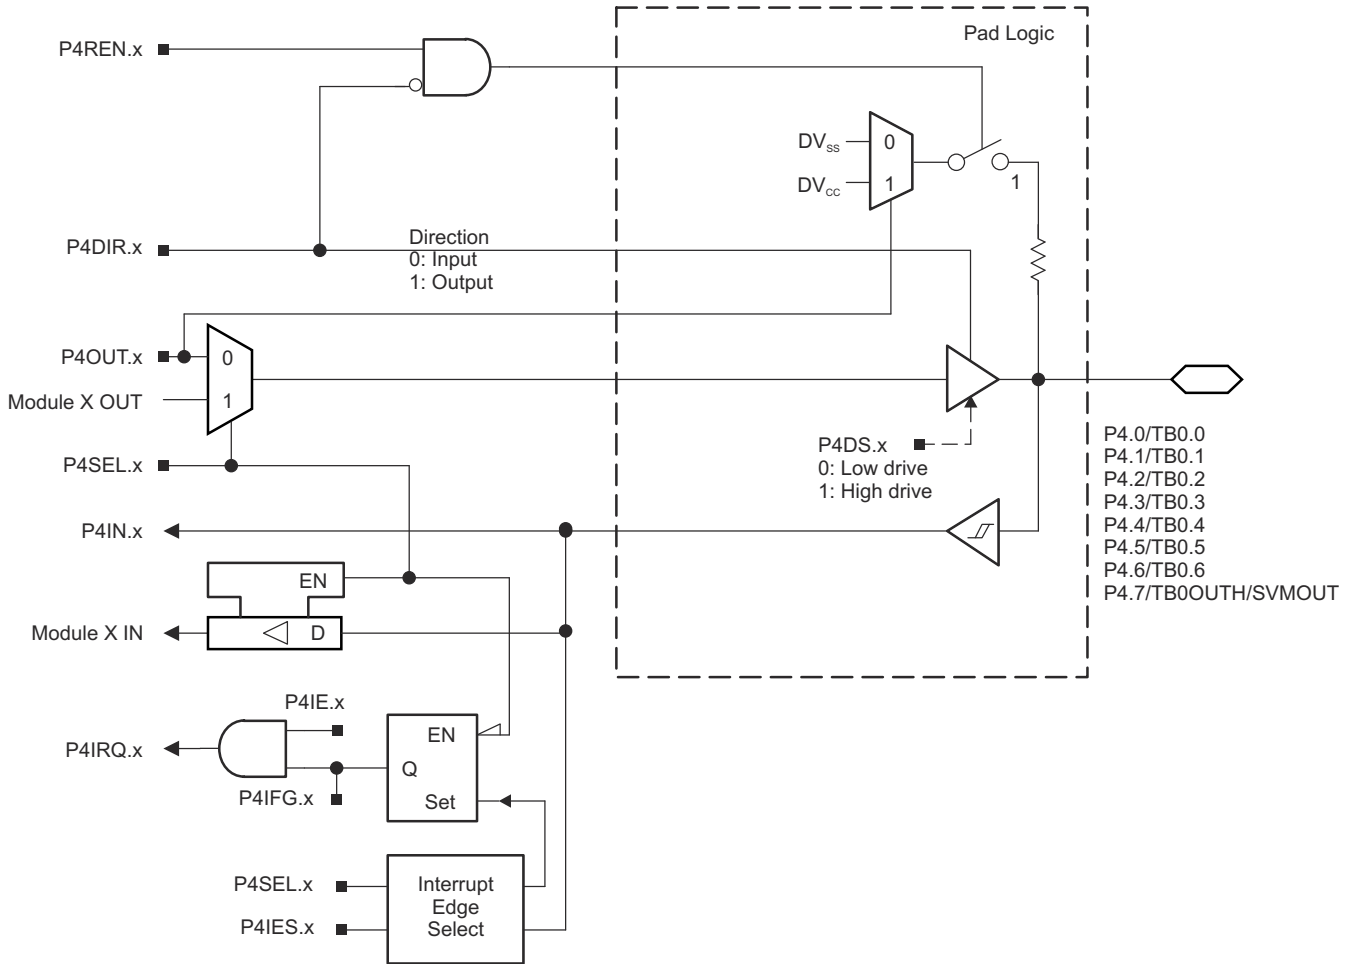 Pad Logic
P4REN.x
DVSS
0
DVCC
1
1
P4DIR.x
Direction
0: Input
1: Output
P4OUT.x
0
Module X OUT
1
P4SEL.x
P4DS.x
0: Low drive
1: High drive
P4.0/TB0.0
P4.1/TB0.1
P4.2/TB0.2
P4.3/TB0.3
P4.4/TB0.4
P4.5/TB0.5
P4.6/TB0.6
P4.7/TB0OUTH/SVMOUT
P4IN.x
EN
Module X IN
D
P4IE.x
P4IRQ.x
EN
Q
P4IFG.x
Set
P4SEL.x
P4IES.x
Interrupt
Edge
Select